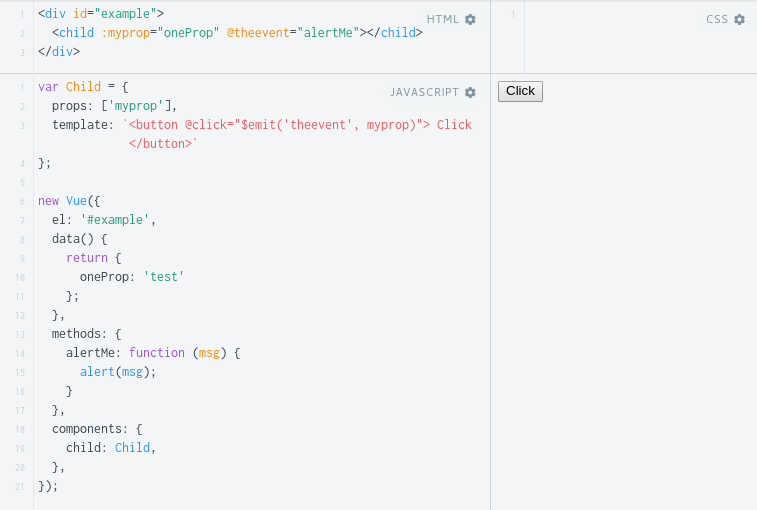 1 <div id="example">
HTML
2   <child :myprop="oneProp" @theevent="alertMe"></child>
3 </div>
1
CSS
1 var Child = {
JAVASCRIPT
2   props: ['myprop'],
3   template: `<button @click="$emit('theevent', myprop)"> Click
             </button>`
4 };
5
6 new Vue({
7   el: '#example',
8   data() {
9     return {
10       oneProp: 'test'
11     };
12   },
13   methods: {
14     alertMe: function (msg) {
15       alert(msg);
16     }
17   },
18   components: {
19     child: Child,
20   },
21 });
Click